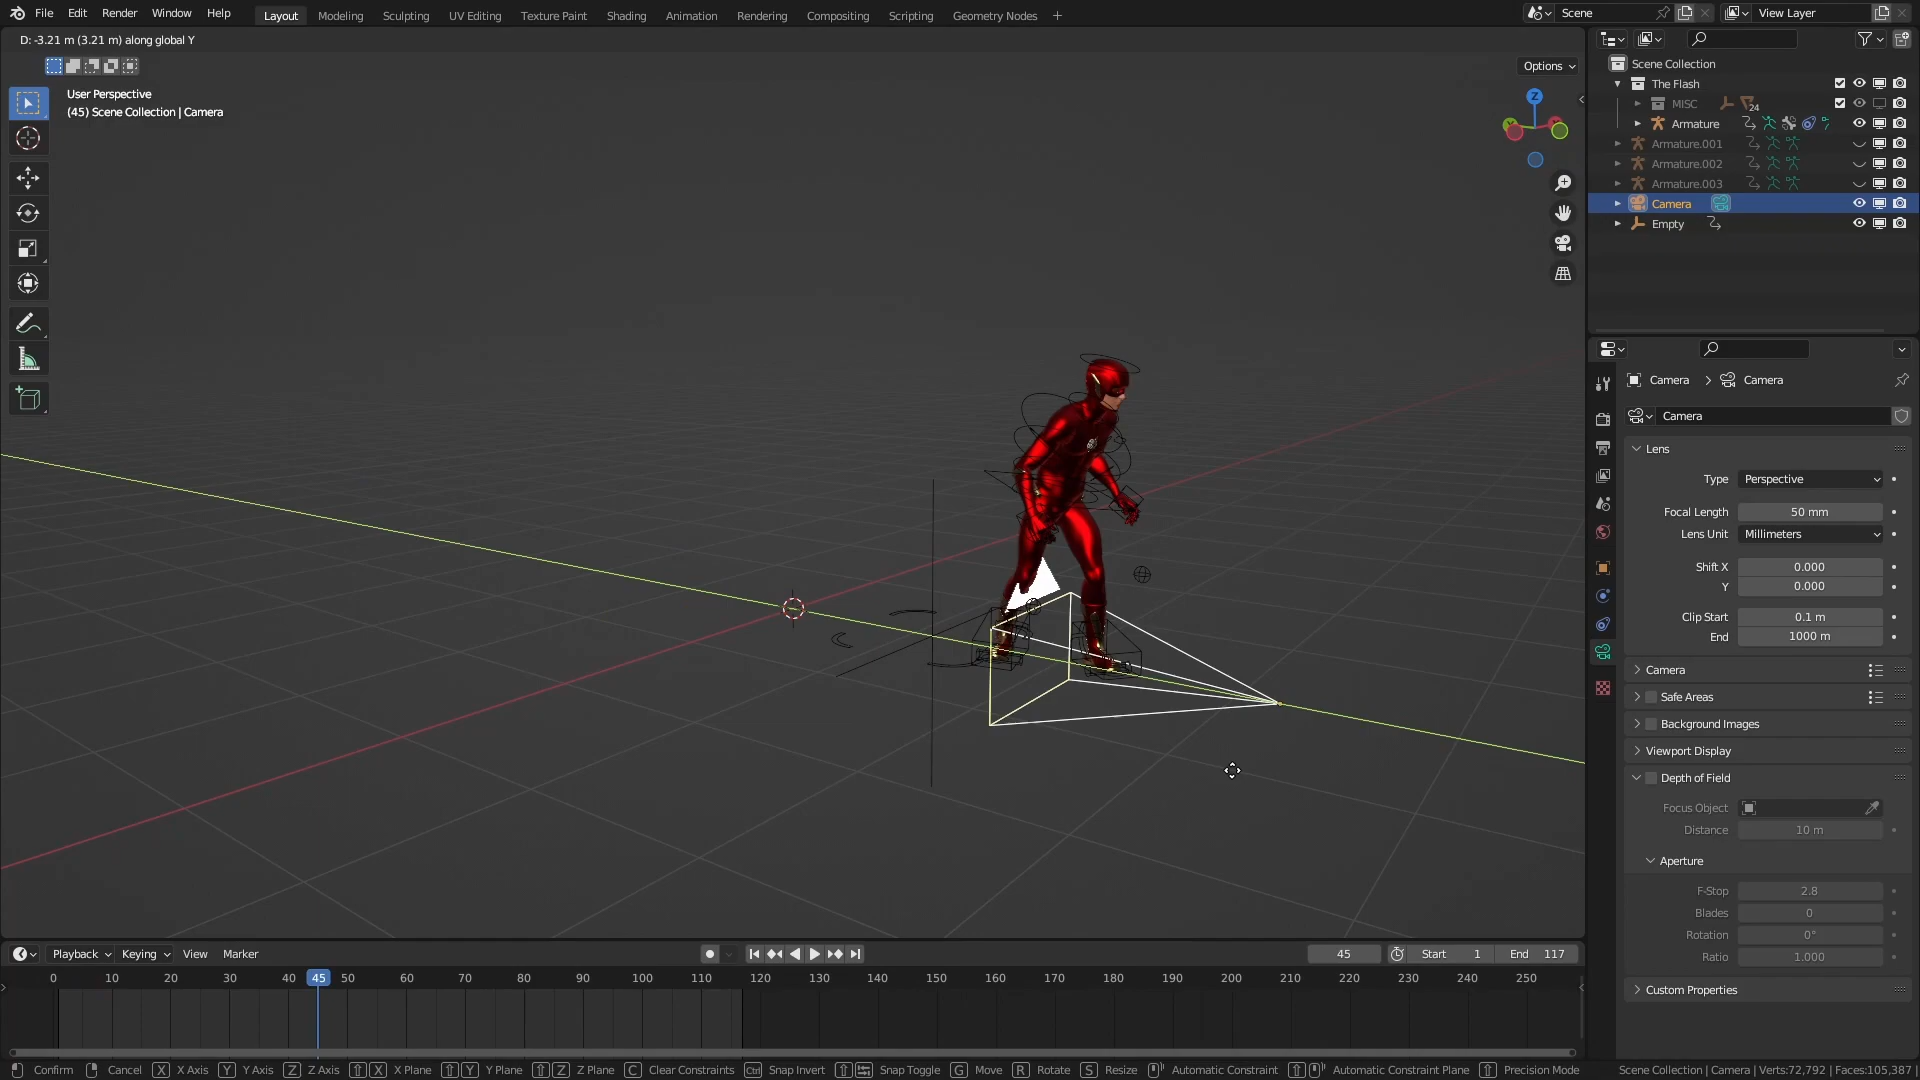 File Edit Render Window Help
Layout Modeling Sculpting UV Editing Texture Paint Shading Animation Rendering Compositing Scripting Geometry Nodes +
Scene
View Layer
D: -3.21 m (3.21 m) along global Y
Options
User Perspective
(45) Scene Collection | Camera
Z
Scene Collection
The Flash
MISC
24
Armature
Armature.001
Armature.002
Armature.003
Camera
Empty
Camera > Camera
Camera
Lens
Type Perspective
Focal Length 50 mm
Lens Unit Millimeters
Shift X 0.000
Y 0.000
Clip Start 0.1 m
End 1000 m
Camera
Safe Areas
Background Images
Viewport Display
Depth of Field
Focus Object
Distance 10 m
Aperture
F-Stop 2.8
Blades 0
Rotation 0°
Ratio 1.000
Custom Properties
Playback Keying View Marker
45 Start 1 End 117
0 10 20 30 40 45 50 60 70 80 90 100 110 120 130 140 150 160 170 180 190 200 210 220 230 240 250
Confirm Cancel X X Axis Y Y Axis Z Z Axis X X Plane Y Y Plane Z Z Plane C Clear Constraints Ctrl Snap Invert Snap Toggle G Move R Rotate S Resize Automatic Constraint Automatic Constraint Plane Precision Mode
Scene Collection | Camera | Verts:72,792 | Faces:105,387 |